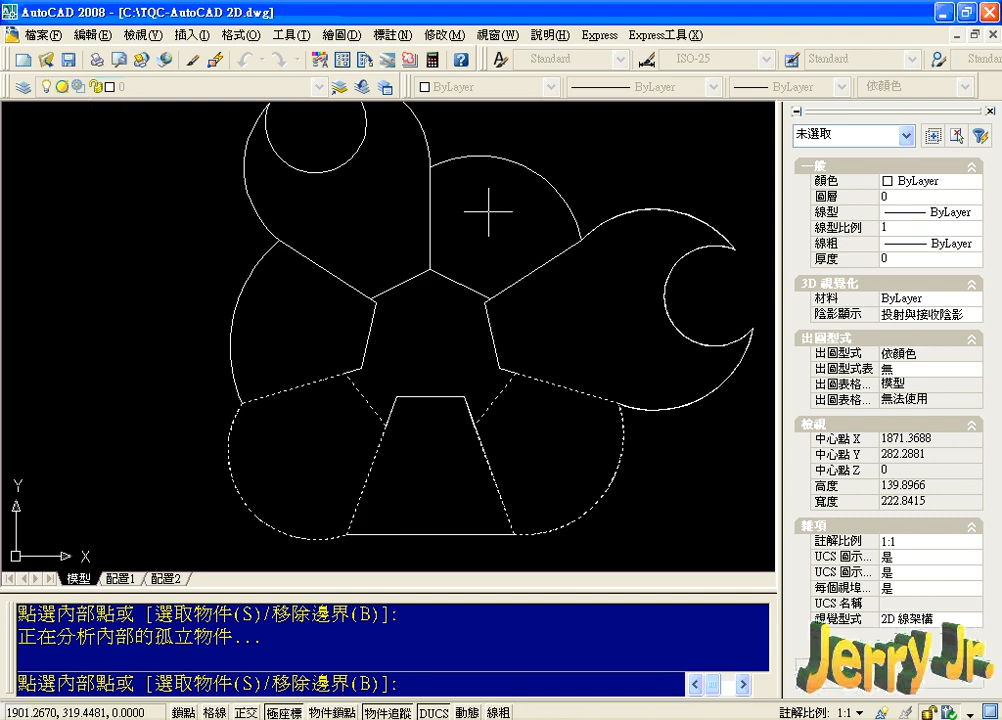 AutoCAD 2008 - [C:\TQC-AutoCAD 2D.dwg]
檔案(F) 編輯(E) 檢視(V) 插入(I) 格式(O) 工具(T) 繪圖(D) 標註(N) 修改(M) 視窗(W) 說明(H) Express Express工具(X)
Standard ISO-25 Standard Standar
0 ByLayer ByLayer ByLayer 依顏色
未選取
一般
顏色 ByLayer
圖層 0
線型 ByLayer
線型比例 1
線粗 ByLayer
厚度 0
3D 視覺化
材料 ByLayer
陰影顯示 投射與接收陰影
出圖型式
出圖型式 依顏色
出圖型式表 無
出圖表格... 模型
出圖表格... 無法使用
檢視
中心點 X 1871.3688
中心點 Y 282.2881
中心點 Z 0
高度 139.8966
寬度 222.8415
雜項
註解比例 1:1
UCS 圖示... 是
UCS 圖示... 是
每個視埠... 是
UCS 名稱
視覺型式 2D 線架構
Y
X
模型 配置1 配置2
點選內部點或 [選取物件(S)/移除邊界(B)]:
正在分析內部的孤立物件...
點選內部點或 [選取物件(S)/移除邊界(B)]:
Jerry Jr.
1901.2670, 319.4481, 0.0000 鎖點 格線 正交 極座標 物件鎖點 物件追蹤 DUCS 動態 線粗 註解比例: 1:1